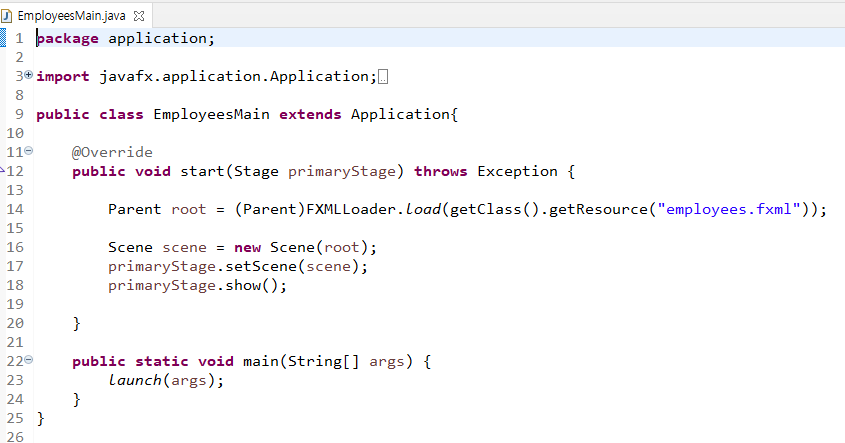 EmployeesMain.java
1 package application;
2
3 import javafx.application.Application;
8
9 public class EmployeesMain extends Application{
10
11 @Override
12 public void start(Stage primaryStage) throws Exception {
13
14 Parent root = (Parent)FXMLLoader.load(getClass().getResource("employees.fxml"));
15
16 Scene scene = new Scene(root);
17 primaryStage.setScene(scene);
18 primaryStage.show();
19
20 }
21
22 public static void main(String[] args) {
23 launch(args);
24 }
25 }
26